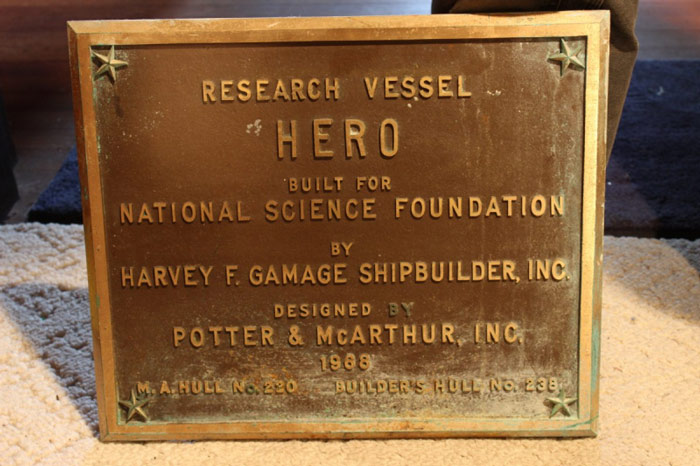 RESEARCH VESSEL
HERO
BUILT FOR
NATIONAL SCIENCE FOUNDATION
BY
HARVEY F. GAMAGE SHIPBUILDER, INC.
DESIGNED BY
POTTER & McARTHUR, INC.
1968
M. A. HULL No. 220 BUILDER'S HULL No. 238